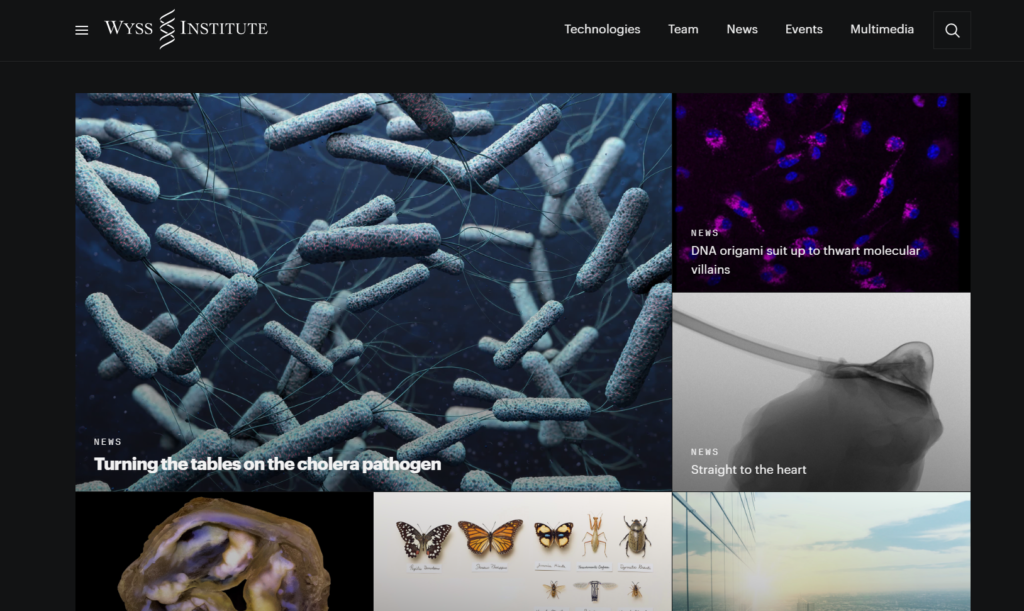 WYSS INSTITUTE
Technologies
Team
News
Events
Multimedia
NEWS
Turning the tables on the cholera pathogen
NEWS
DNA origami suit up to thwart molecular
villains
NEWS
Straight to the heart